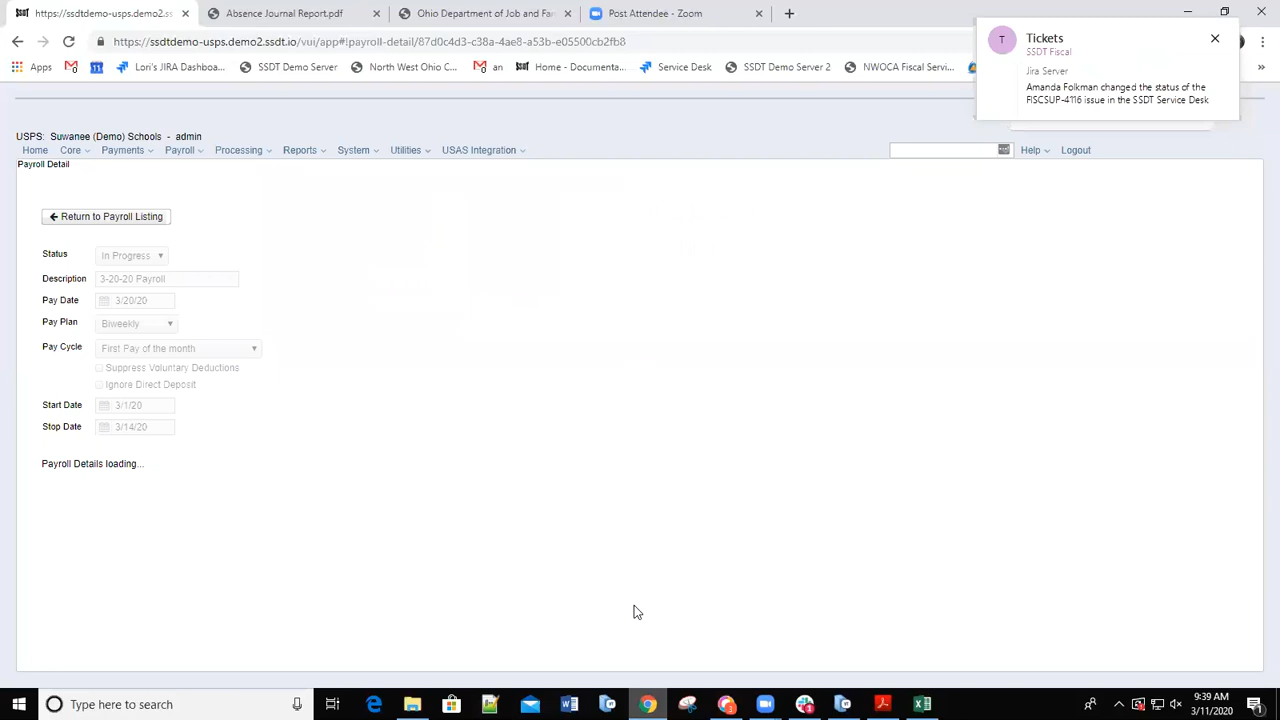 https://ssdtdemo-usps.demo2.ss
Absence Journal Report.pdf
Ohio Department of Job and Fam
Post Attendee - Zoom
https://ssdtdemo-usps.demo2.ssdt.io/rui/app#!payroll-detail/87d0c4d3-c38a-4ae8-a53b-e05500cb2fb8
Apps
Lori's JIRA Dashboa...
SSDT Demo Server
North West Ohio C...
an
Home - Documenta...
Service Desk
SSDT Demo Server 2
NWOCA Fiscal Servi...
Tickets
SSDT Fiscal
Jira Server
Amanda Folkman changed the status of the
FISCSUP-4116 issue in the SSDT Service Desk
USPS: Suwanee (Demo) Schools - admin
Home Core Payments Payroll Processing Reports System Utilities USAS Integration Help Logout
Payroll Detail
Return to Payroll Listing
Status In Progress
Description 3-20-20 Payroll
Pay Date 3/20/20
Pay Plan Biweekly
Pay Cycle First Pay of the month
Suppress Voluntary Deductions
Ignore Direct Deposit
Start Date 3/1/20
Stop Date 3/14/20
Payroll Details loading...
Type here to search
9:39 AM
3/11/2020